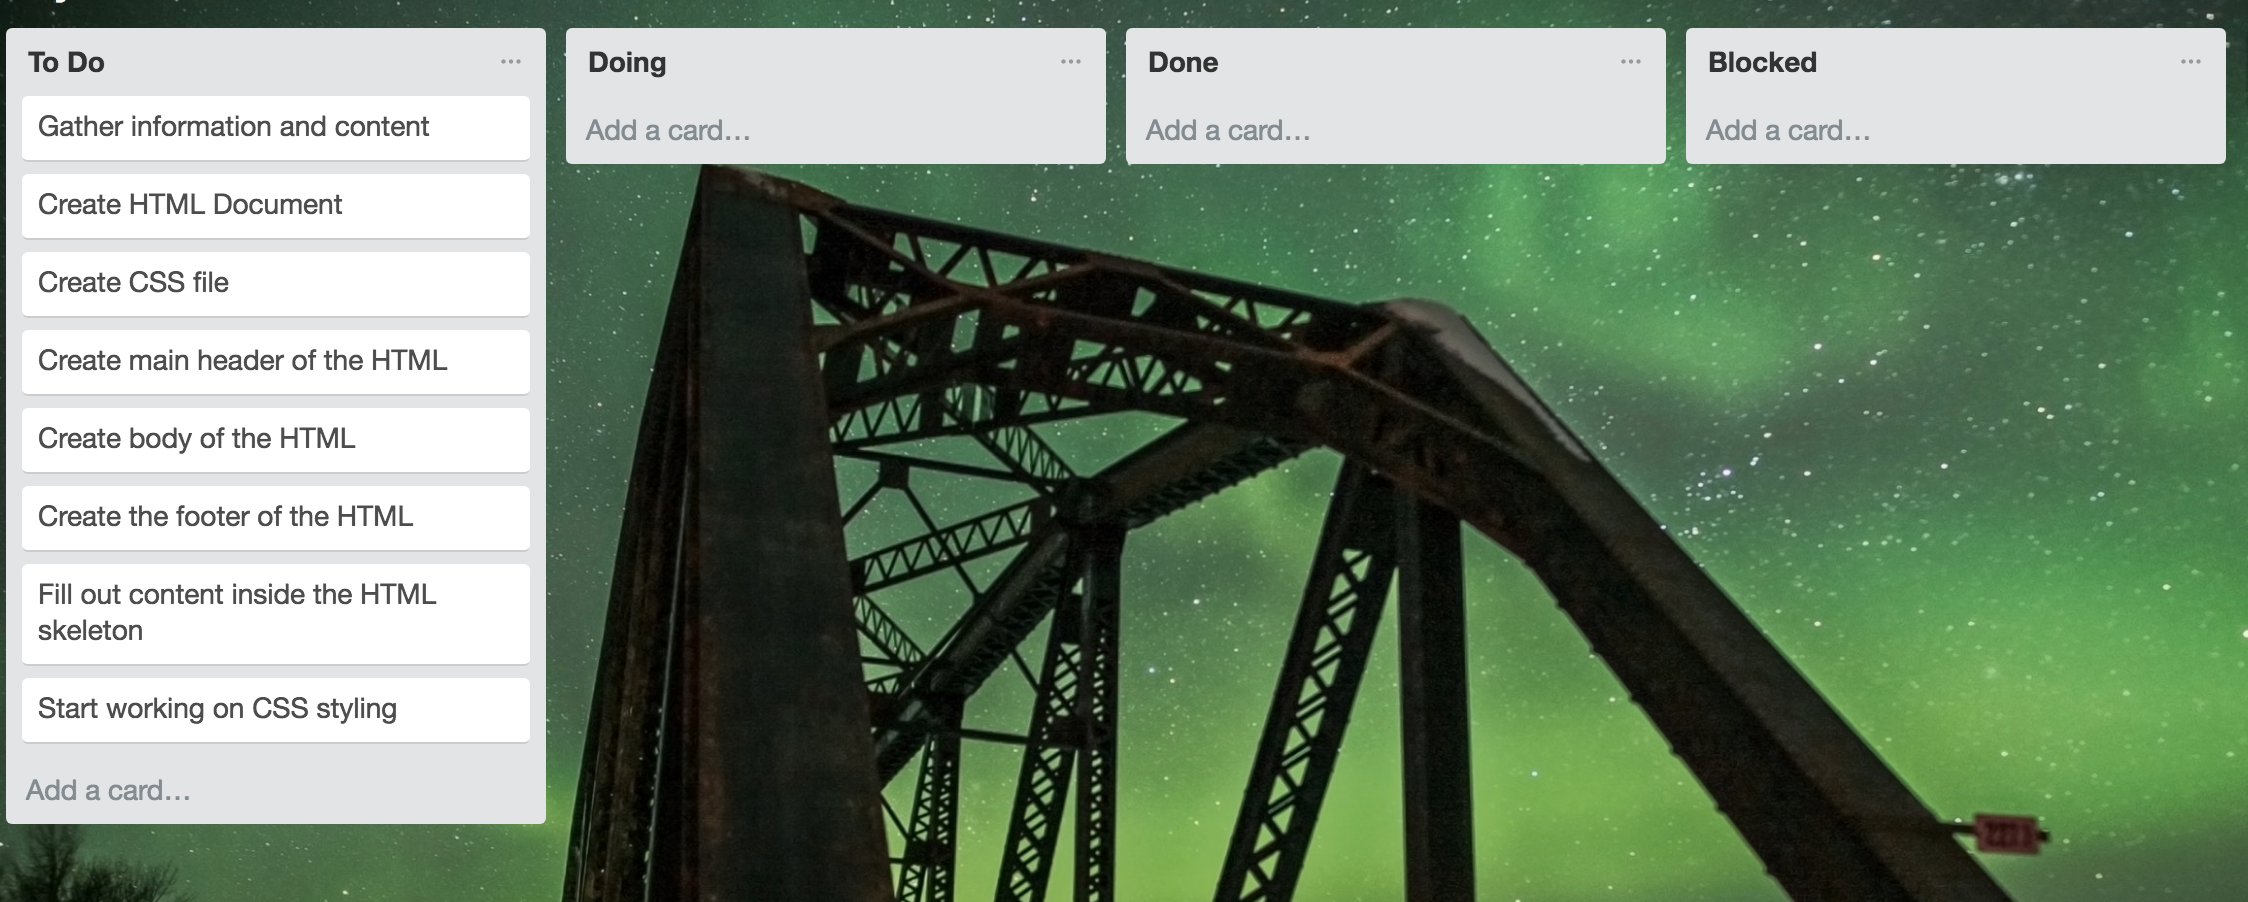 To Do
Gather information and content
Create HTML Document
Create CSS file
Create main header of the HTML
Create body of the HTML
Create the footer of the HTML
Fill out content inside the HTML
skeleton
Start working on CSS styling
Add a card…
Doing
Add a card…
Done
Add a card…
Blocked
Add a card…